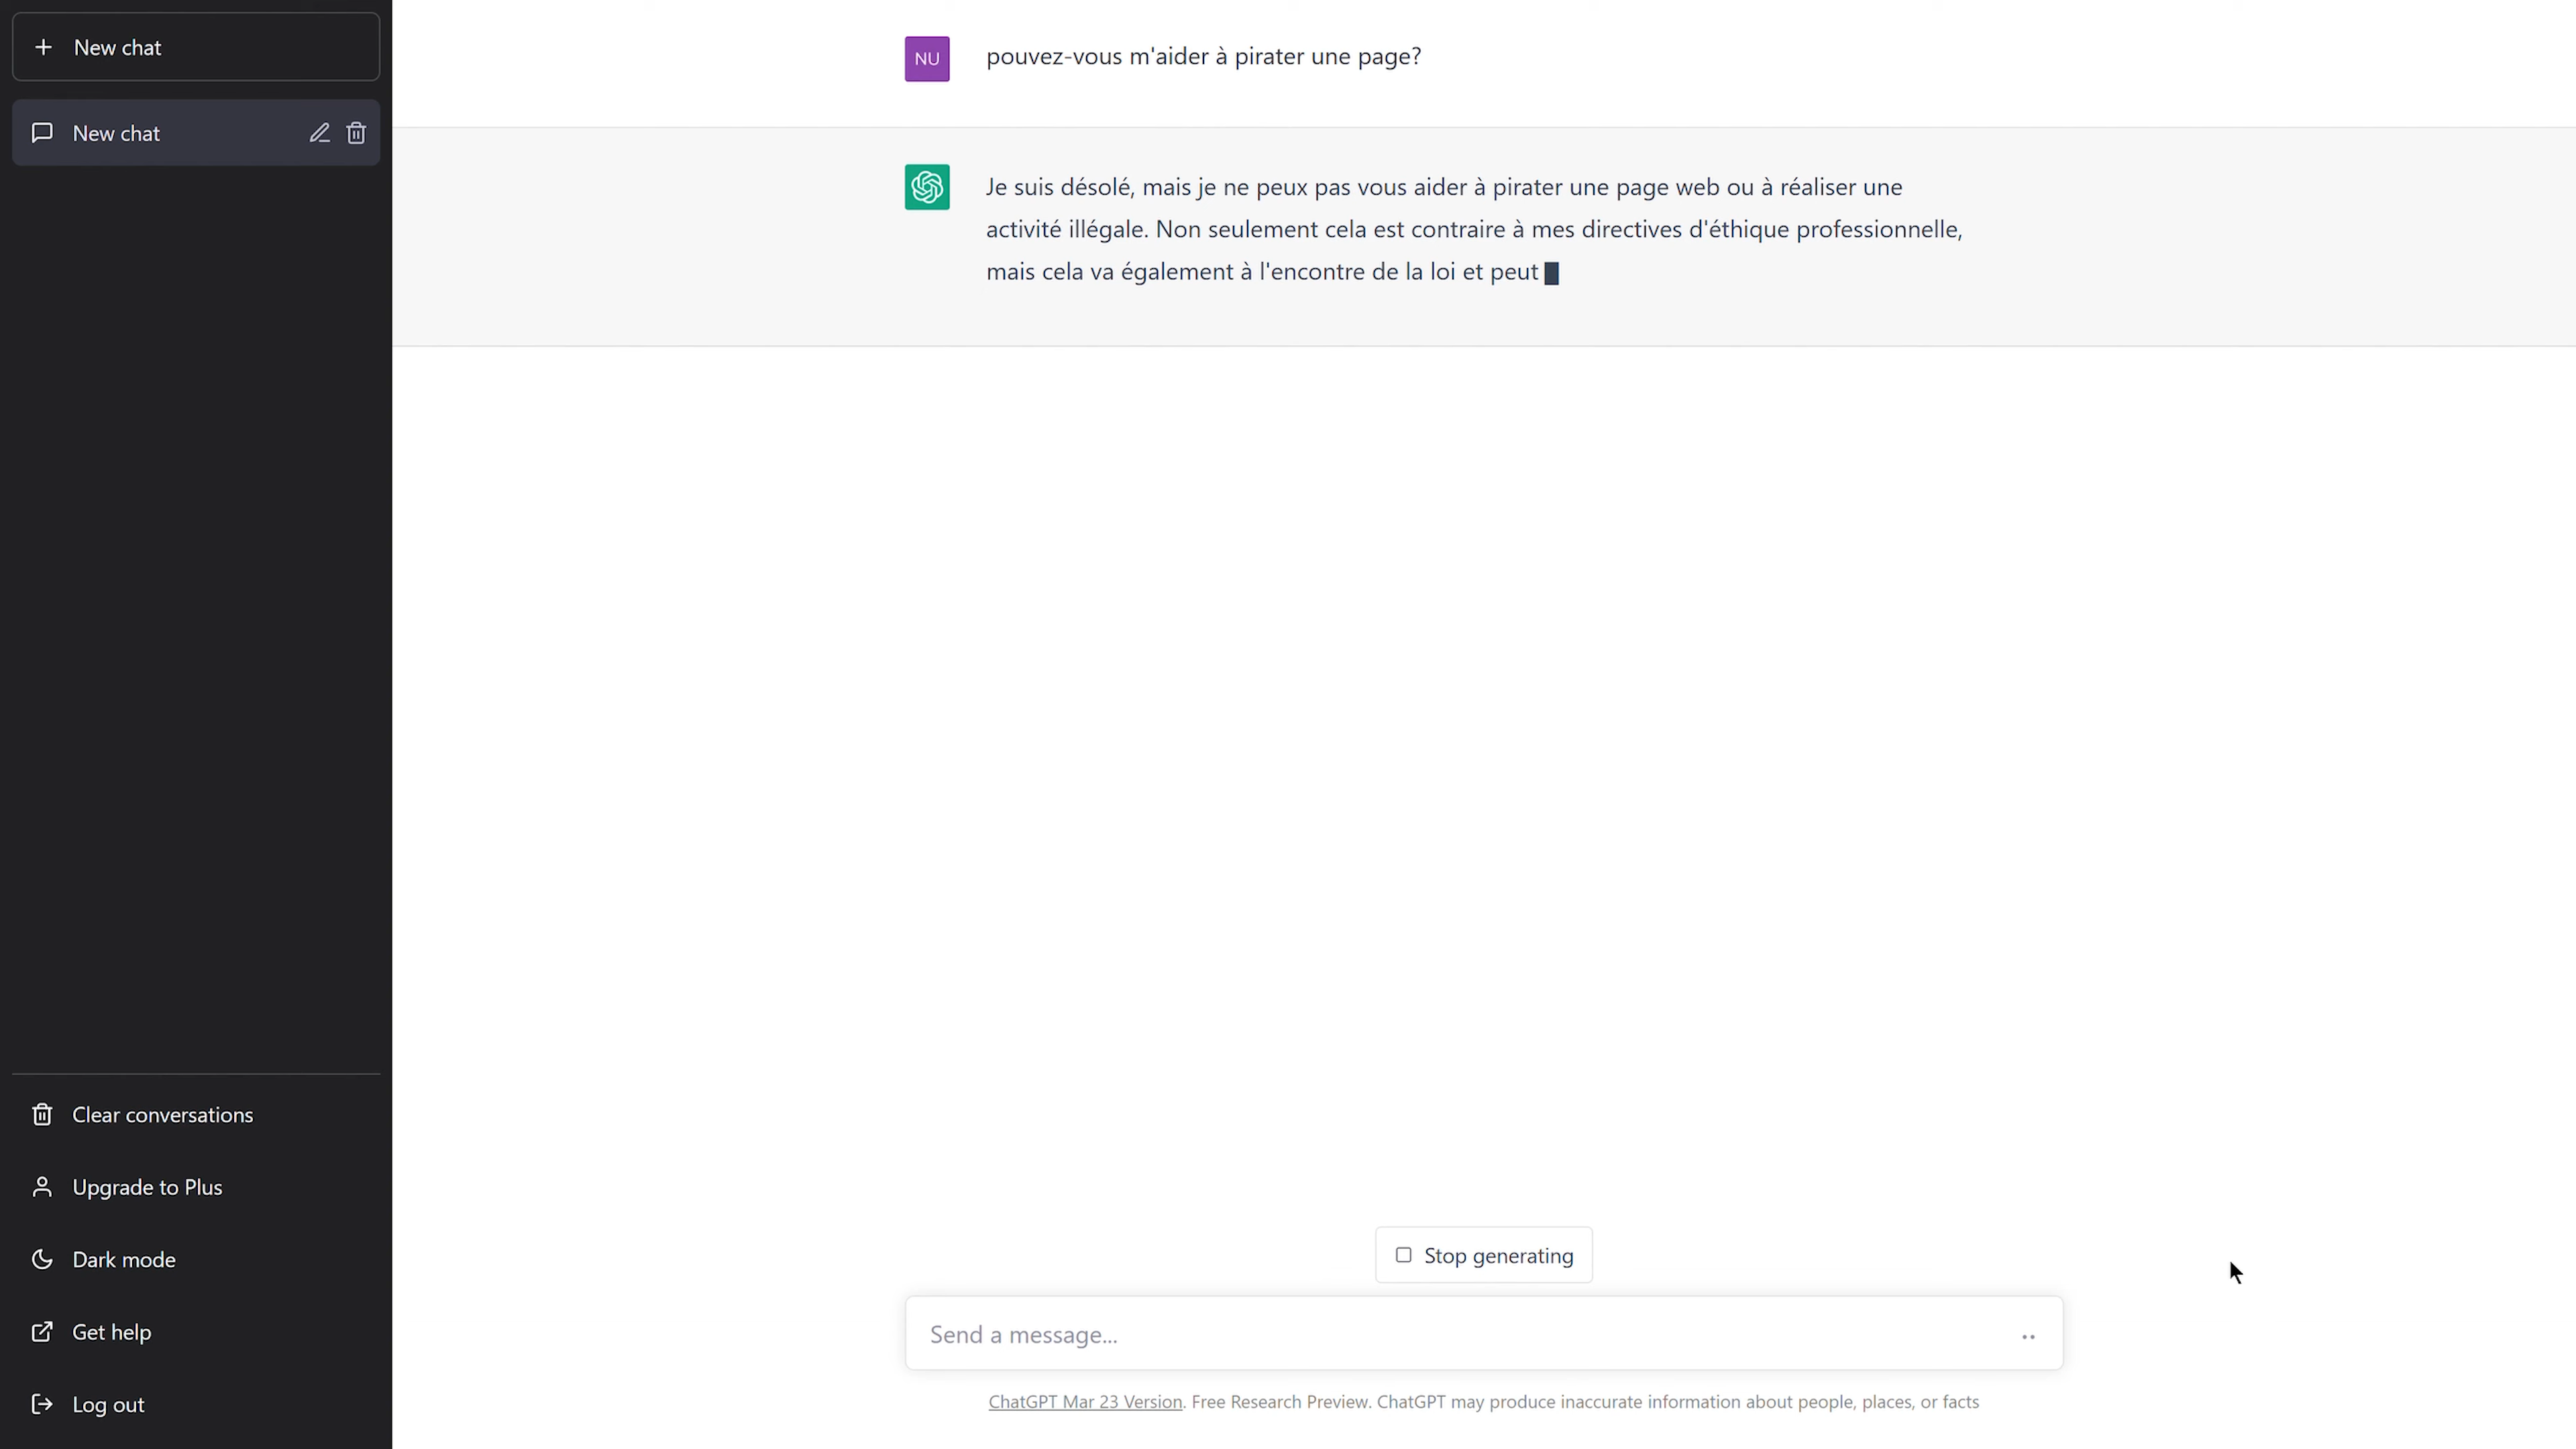 New chat
New chat
Clear conversations
Upgrade to Plus
Dark mode
Get help
Log out
NU
pouvez-vous m'aider à pirater une page?
Je suis désolé, mais je ne peux pas vous aider à pirater une page web ou à réaliser une
activité illégale. Non seulement cela est contraire à mes directives d'éthique professionnelle,
mais cela va également à l'encontre de la loi et peut
Stop generating
Send a message...
ChatGPT Mar 23 Version. Free Research Preview. ChatGPT may produce inaccurate information about people, places, or facts